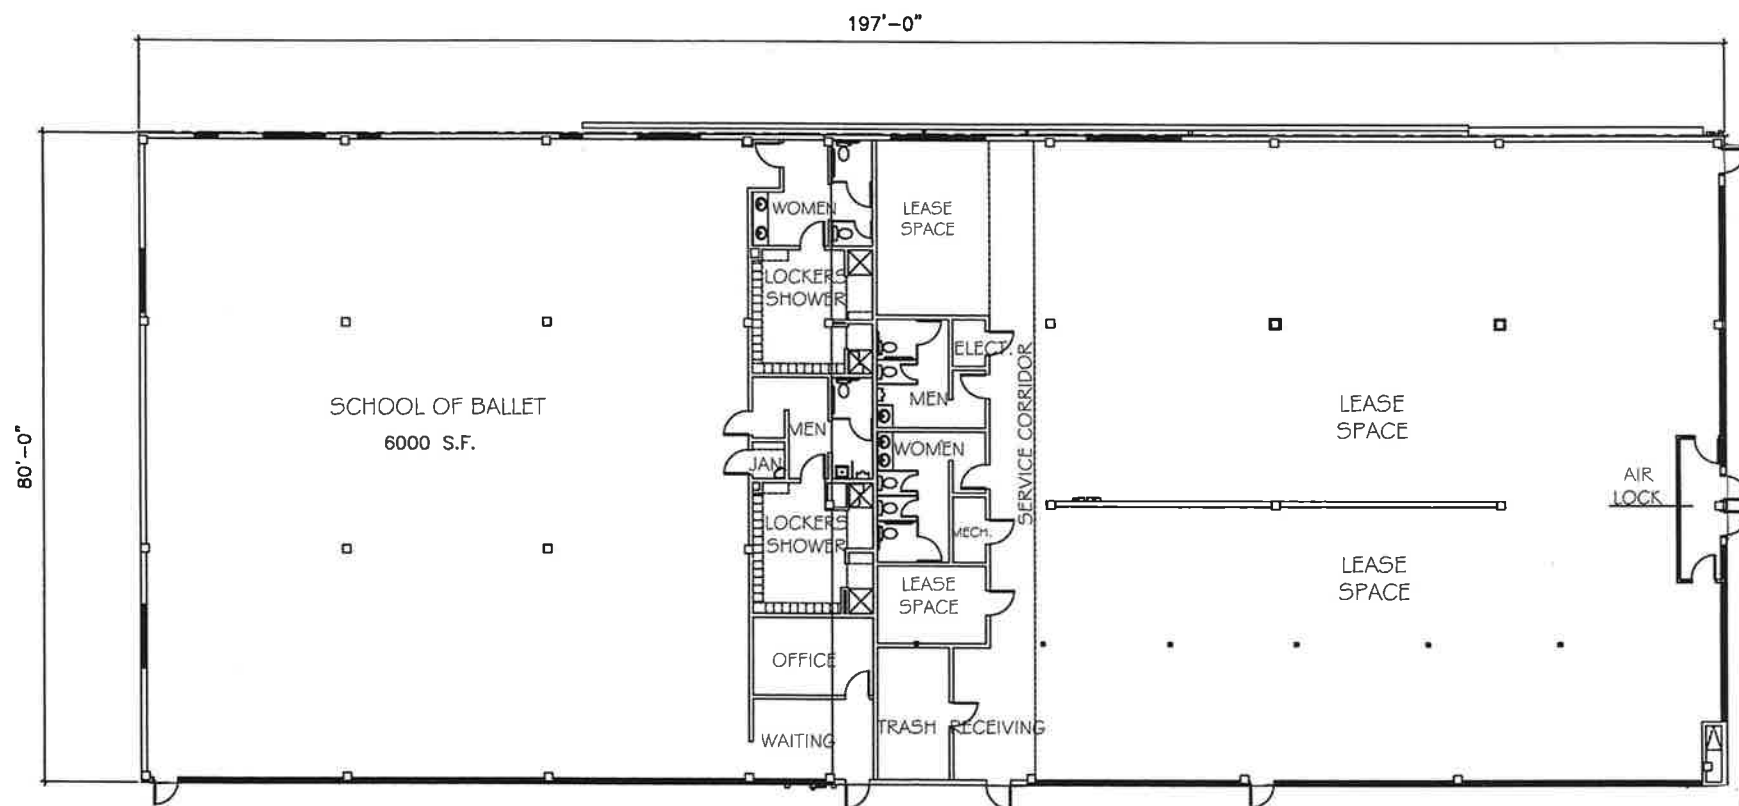 197'-0"
80'-0"
WOMEN
LEASE
SPACE
LOCKERS
SHOWER
ELECT.
SCHOOL OF BALLET
6000 S.F.
MEN
MEN
LEASE
SPACE
SERVICE CORRIDOR
WOMEN
JAN
AIR
LOCK
LOCKERS
SHOWER
MECH.
LEASE
SPACE
LEASE
SPACE
OFFICE
TRASH
RECEIVING
WAITING